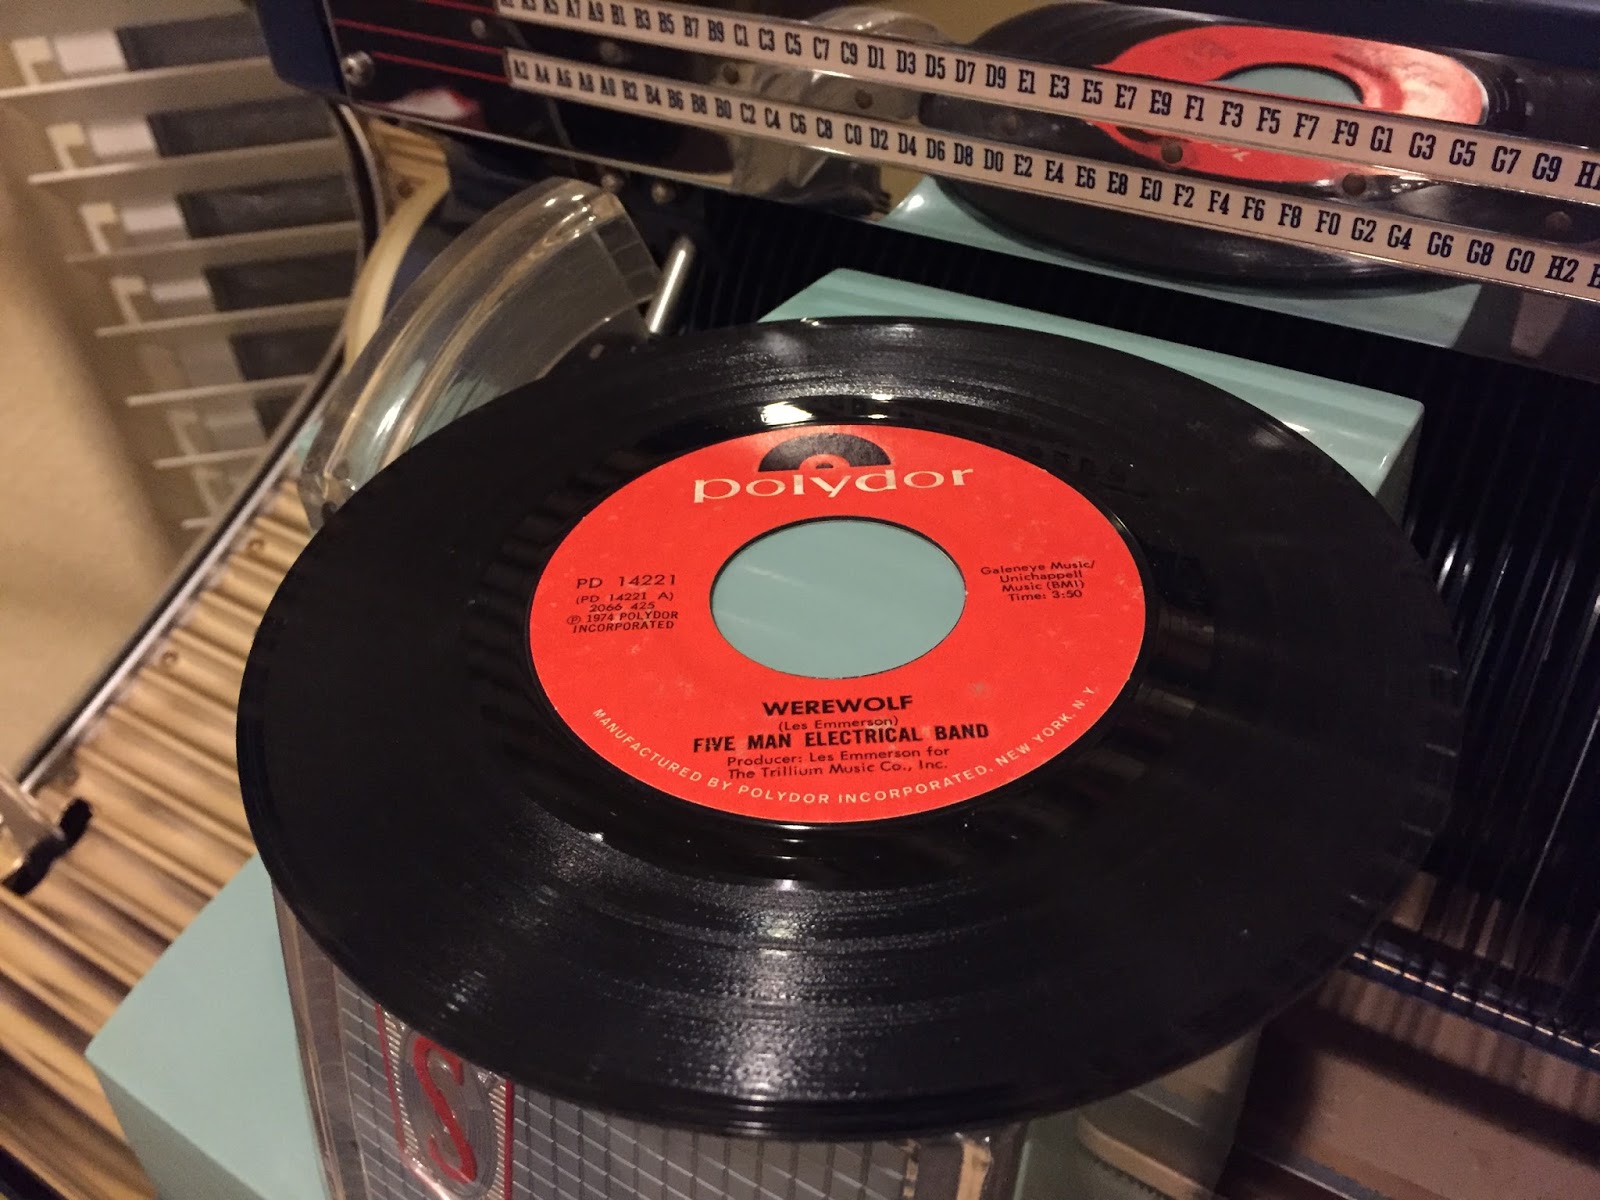 A1 A3 A5 A7 A9 B1 B3 B5 B7 B9 C1 C3 C5 C7 C9 D1 D3 D5 D7 D9 E1 E3 E5 E7 E9 F1 F3 F5 F7 F9 G1 G3 G5 G7 G9
A2 A4 A6 A8 A0 B2 B4 B6 B8 B0 C2 C4 C6 C8 C0 D2 D4 D6 D8 D0 E2 E4 E6 E8 E0 F2 F4 F6 F8 F0 G2 G4 G6 G8 G0 H2
polydor
PD 14221
(PD 14221 A)
2066 425
℗ 1974 POLYDOR
INCORPORATED
Galeneye Music/
Unichappell
Music (BMI)
Time: 3:50
WEREWOLF
(Les Emmerson)
FIVE MAN ELECTRICAL BAND
Producer: Les Emmerson for
The Trillium Music Co., Inc.
MANUFACTURED BY POLYDOR INCORPORATED, NEW YORK, N.Y.
S